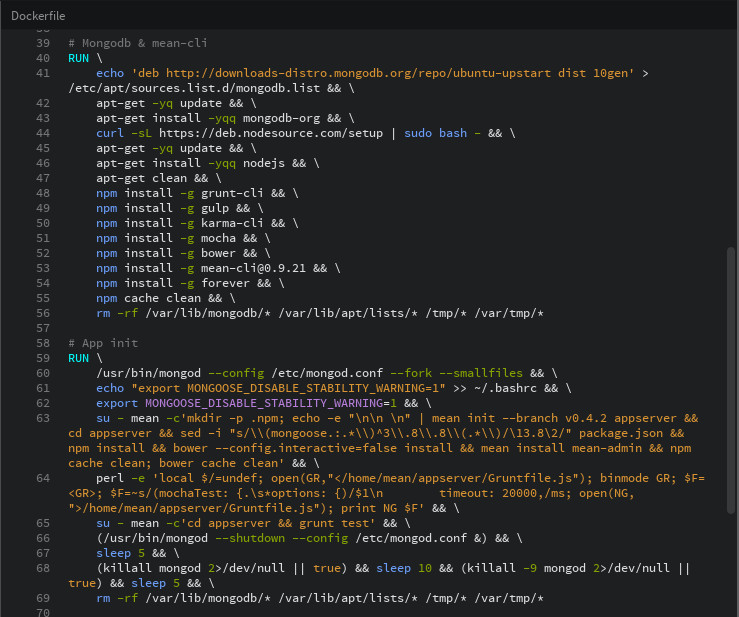 Dockerfile
39 # Mongodb & mean-cli
40 RUN \
41 echo 'deb http://downloads-distro.mongodb.org/repo/ubuntu-upstart dist 10gen' >
/etc/apt/sources.list.d/mongodb.list && \
42 apt-get -yq update && \
43 apt-get install -yqq mongodb-org && \
44 curl -sL https://deb.nodesource.com/setup | sudo bash - && \
45 apt-get -yq update && \
46 apt-get install -yqq nodejs && \
47 apt-get clean && \
48 npm install -g grunt-cli && \
49 npm install -g gulp && \
50 npm install -g karma-cli && \
51 npm install -g mocha && \
52 npm install -g bower && \
53 npm install -g mean-cli@0.9.21 && \
54 npm install -g forever && \
55 npm cache clean && \
56 rm -rf /var/lib/mongodb/* /var/lib/apt/lists/* /tmp/* /var/tmp/*
57
58 # App init
59 RUN \
60 /usr/bin/mongod --config /etc/mongod.conf --fork --smallfiles && \
61 echo "export MONGOOSE_DISABLE_STABILITY_WARNING=1" >> ~/.bashrc && \
62 export MONGOOSE_DISABLE_STABILITY_WARNING=1 && \
63 su - mean -c'mkdir -p .npm; echo -e "\n\n \n" | mean init --branch v0.4.2 appserver &&
cd appserver && sed -i "s/\\(mongoose.:.*\\)^3\\.8\\.8\\(.*\\)/\13.8\2/" package.json &&
npm install && bower --config.interactive=false install && mean install mean-admin && npm
cache clean; bower cache clean' && \
64 perl -e 'local $/=undef; open(GR,"</home/mean/appserver/Gruntfile.js"); binmode GR; $F=
<GR>; $F=~s/(mochaTest: {.\s*options: {)/$1\n timeout: 20000,/ms; open(NG,
">/home/mean/appserver/Gruntfile.js"); print NG $F' && \
65 su - mean -c'cd appserver && grunt test' && \
66 (/usr/bin/mongod --shutdown --config /etc/mongod.conf &) && \
67 sleep 5 && \
68 (killall mongod 2>/dev/null || true) && sleep 10 && (killall -9 mongod 2>/dev/null ||
true) && sleep 5 && \
69 rm -rf /var/lib/mongodb/* /var/lib/apt/lists/* /tmp/* /var/tmp/*
70